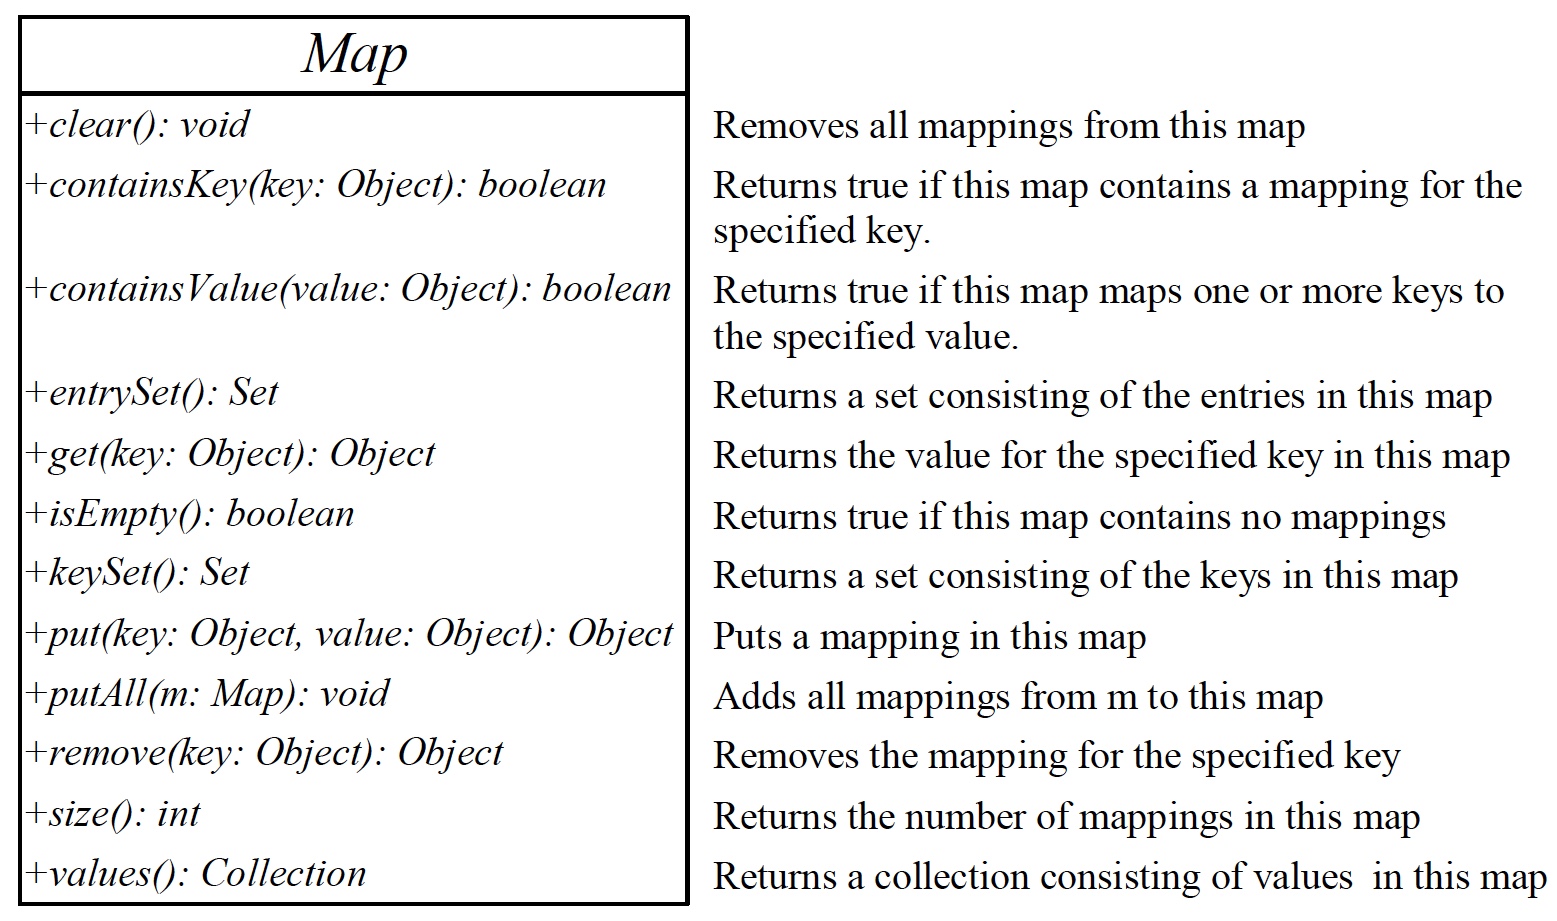 Map
+clear(): void
Removes all mappings from this map
+containsKey(key: Object): boolean
Returns true if this map contains a mapping for the
specified key.
+containsValue(value: Object): boolean
Returns true if this map maps one or more keys to
the specified value.
+entrySet(): Set
Returns a set consisting of the entries in this map
+get(key: Object): Object
Returns the value for the specified key in this map
+isEmpty(): boolean
Returns true if this map contains no mappings
+keySet(): Set
Returns a set consisting of the keys in this map
+put(key: Object, value: Object): Object
Puts a mapping in this map
+putAll(m: Map): void
Adds all mappings from m to this map
+remove(key: Object): Object
Removes the mapping for the specified key
+size(): int
Returns the number of mappings in this map
+values(): Collection
Returns a collection consisting of values  in this map